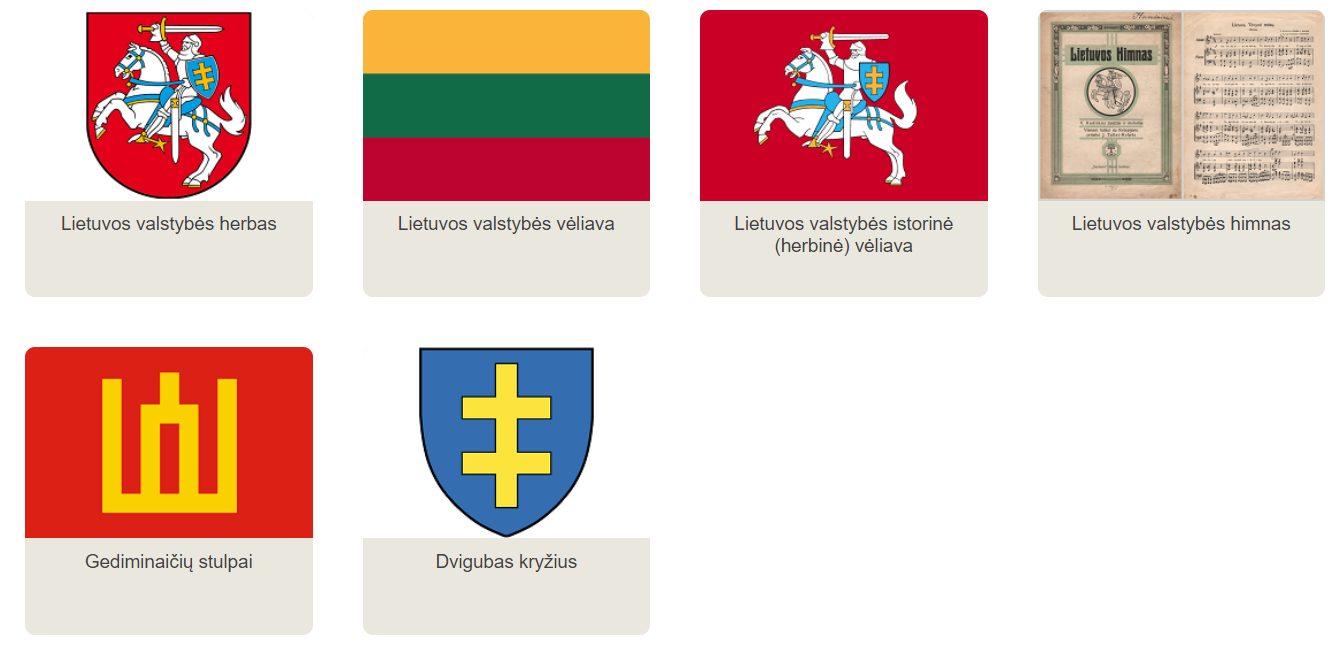 Lietuvos valstybės herbas
Lietuvos valstybės vėliava
Lietuvos valstybės istorinė
(herbinė) vėliava
Lietuvos Himnas
Lietuvos valstybės himnas
Gediminaičių stulpai
Dvigubas kryžius